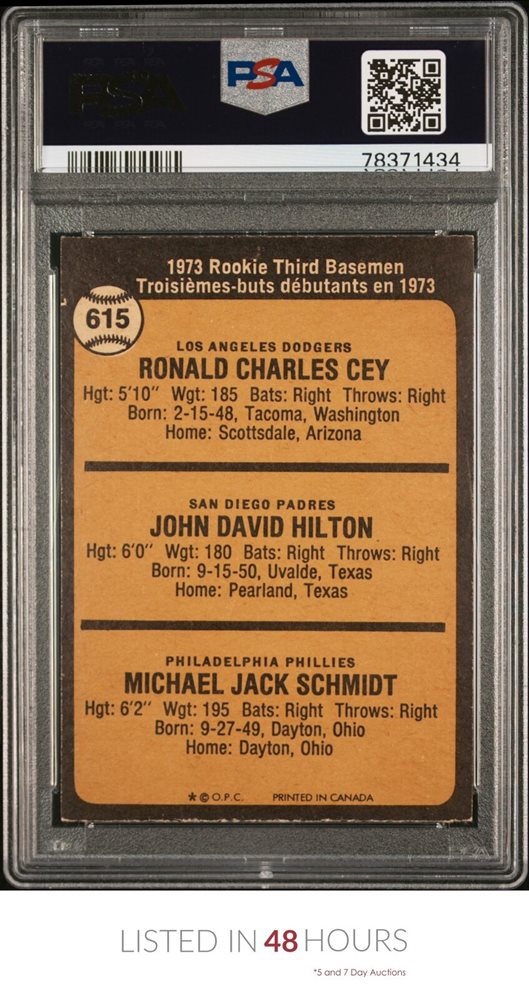 PSA
PSA
78371434
1973 Rookie Third Basemen
Troisièmes-buts débutants en 1973
615
LOS ANGELES DODGERS
RONALD CHARLES CEY
Hgt: 5'10" Wgt: 185 Bats: Right Throws: Right
Born: 2-15-48, Tacoma, Washington
Home: Scottsdale, Arizona
SAN DIEGO PADRES
JOHN DAVID HILTON
Hgt: 6'0" Wgt: 180 Bats: Right Throws: Right
Born: 9-15-50, Uvalde, Texas
Home: Pearland, Texas
PHILADELPHIA PHILLIES
MICHAEL JACK SCHMIDT
Hgt: 6'2" Wgt: 195 Bats: Right Throws: Right
Born: 9-27-49, Dayton, Ohio
Home: Dayton, Ohio
* © O.P.C. PRINTED IN CANADA
LISTED IN 48 HOURS
*5 and 7 Day Auctions